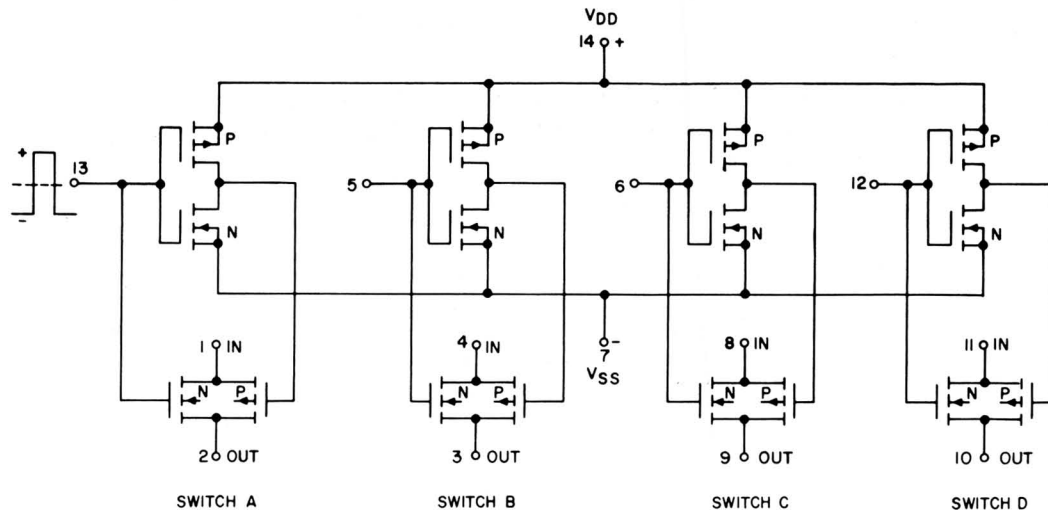 VDD
14 +
P P P P
+ 13 5 6 12
-
N N N N
1 IN 4 IN 7 - 8 IN 11 IN
VSS
N P N P N P N P
2 OUT 3 OUT 9 OUT 10 OUT
SWITCH A SWITCH B SWITCH C SWITCH D